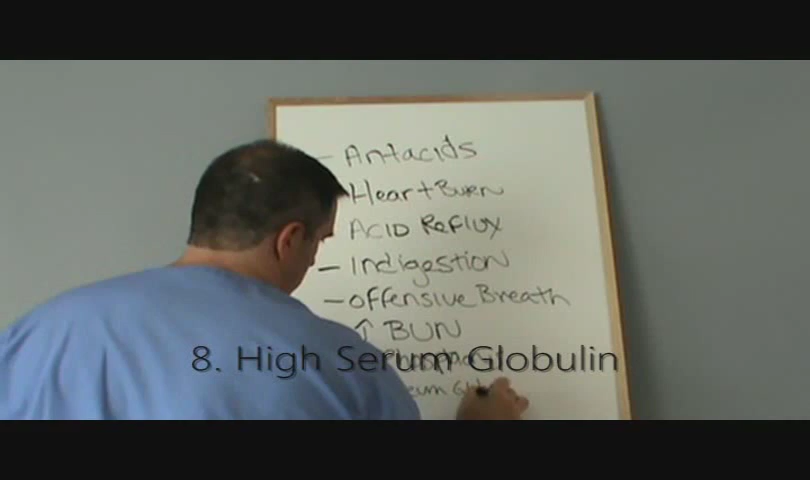 - Antacids
Heart Burn
Acid Reflux
- Indigestion
- Offensive Breath
↑ BUN
8. High Serum Globulin